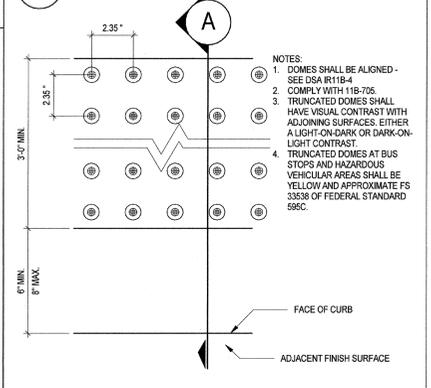 A
2.35 "
2.35 "
3'-0" MIN.
6" MIN.
8" MAX.
NOTES:
1. DOMES SHALL BE ALIGNED -
SEE DSA IR11B-4
2. COMPLY WITH 11B-705.
3. TRUNCATED DOMES SHALL
HAVE VISUAL CONTRAST WITH
ADJOINING SURFACES. EITHER
A LIGHT-ON-DARK OR DARK-ON-
LIGHT CONTRAST.
4. TRUNCATED DOMES AT BUS
STOPS AND HAZARDOUS
VEHICULAR AREAS SHALL BE
YELLOW AND APPROXIMATE FS
33538 OF FEDERAL STANDARD
595C.
FACE OF CURB
ADJACENT FINISH SURFACE